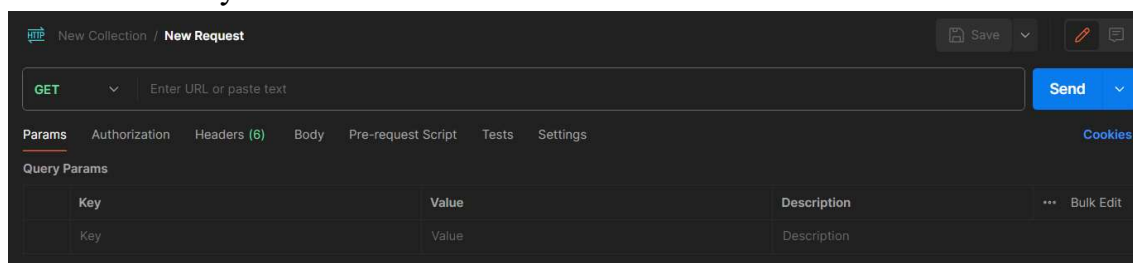 HTTP New Collection / New Request Save
GET Enter URL or paste text Send
Params Authorization Headers (6) Body Pre-request Script Tests Settings Cookies
Query Params
Key Value Description ••• Bulk Edit
Key Value Description